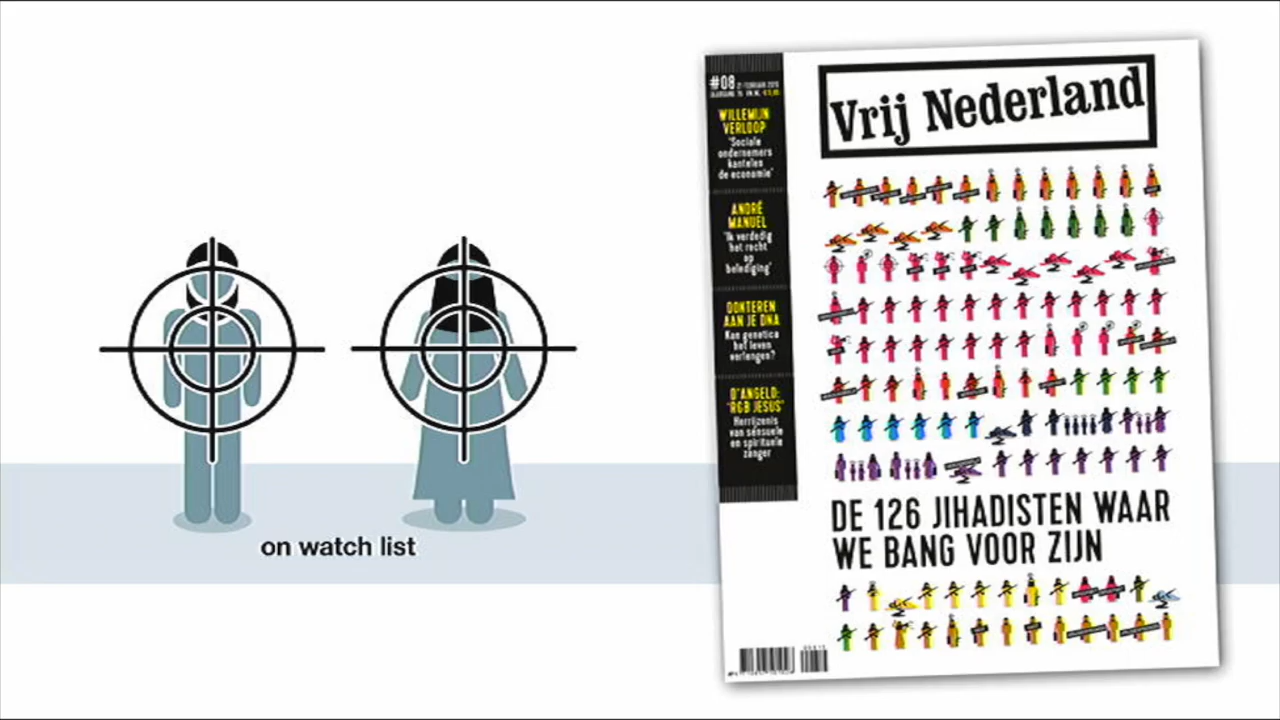 on watch list
#08
WILLEMIJN
VERLOOP
'Sociale
ondernemers
kantelen
de economie'
ANDRÉ
MANUEL
'Ik verdedig
het recht
op
belediging'
DOKTEREN
AAN JE DNA
Kan genetica
het leven
verlengen?
D'ANGELO:
'R&B JESUS'
Herrijzenis
van sensuele
en spirituele
zanger
Vrij Nederland
DE 126 JIHADISTEN WAAR
WE BANG VOOR ZIJN